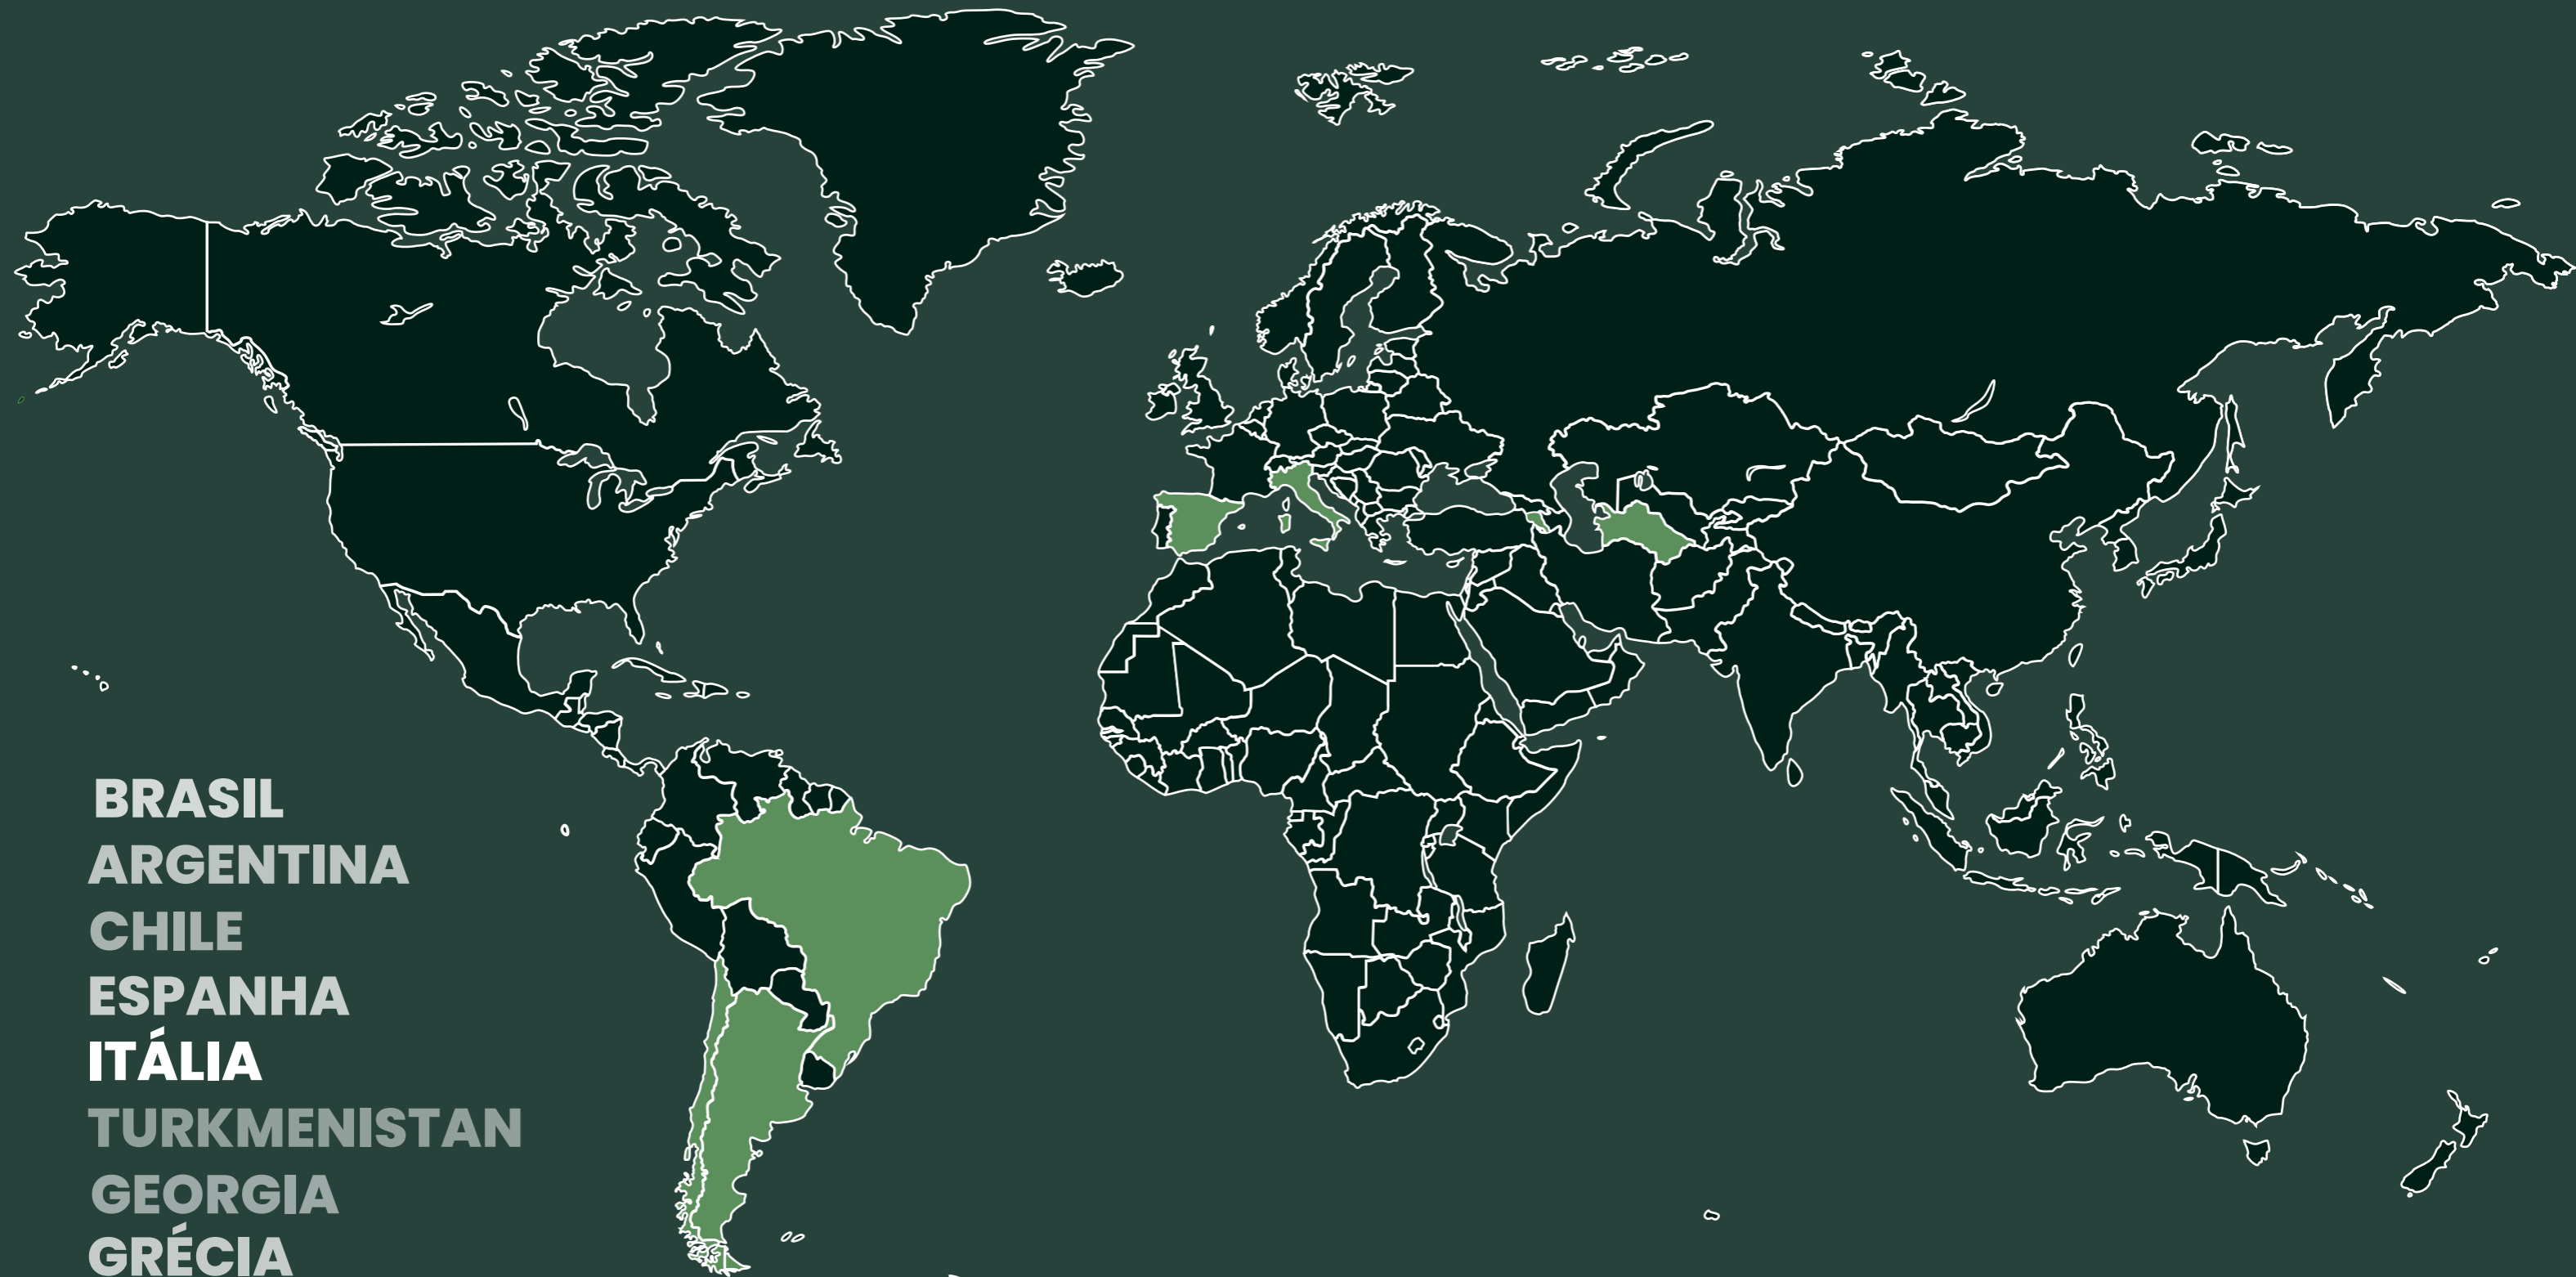 BRASIL
ARGENTINA
CHILE
ESPANHA
ITÁLIA
TURKMENISTAN
GEORGIA
GRÉCIA